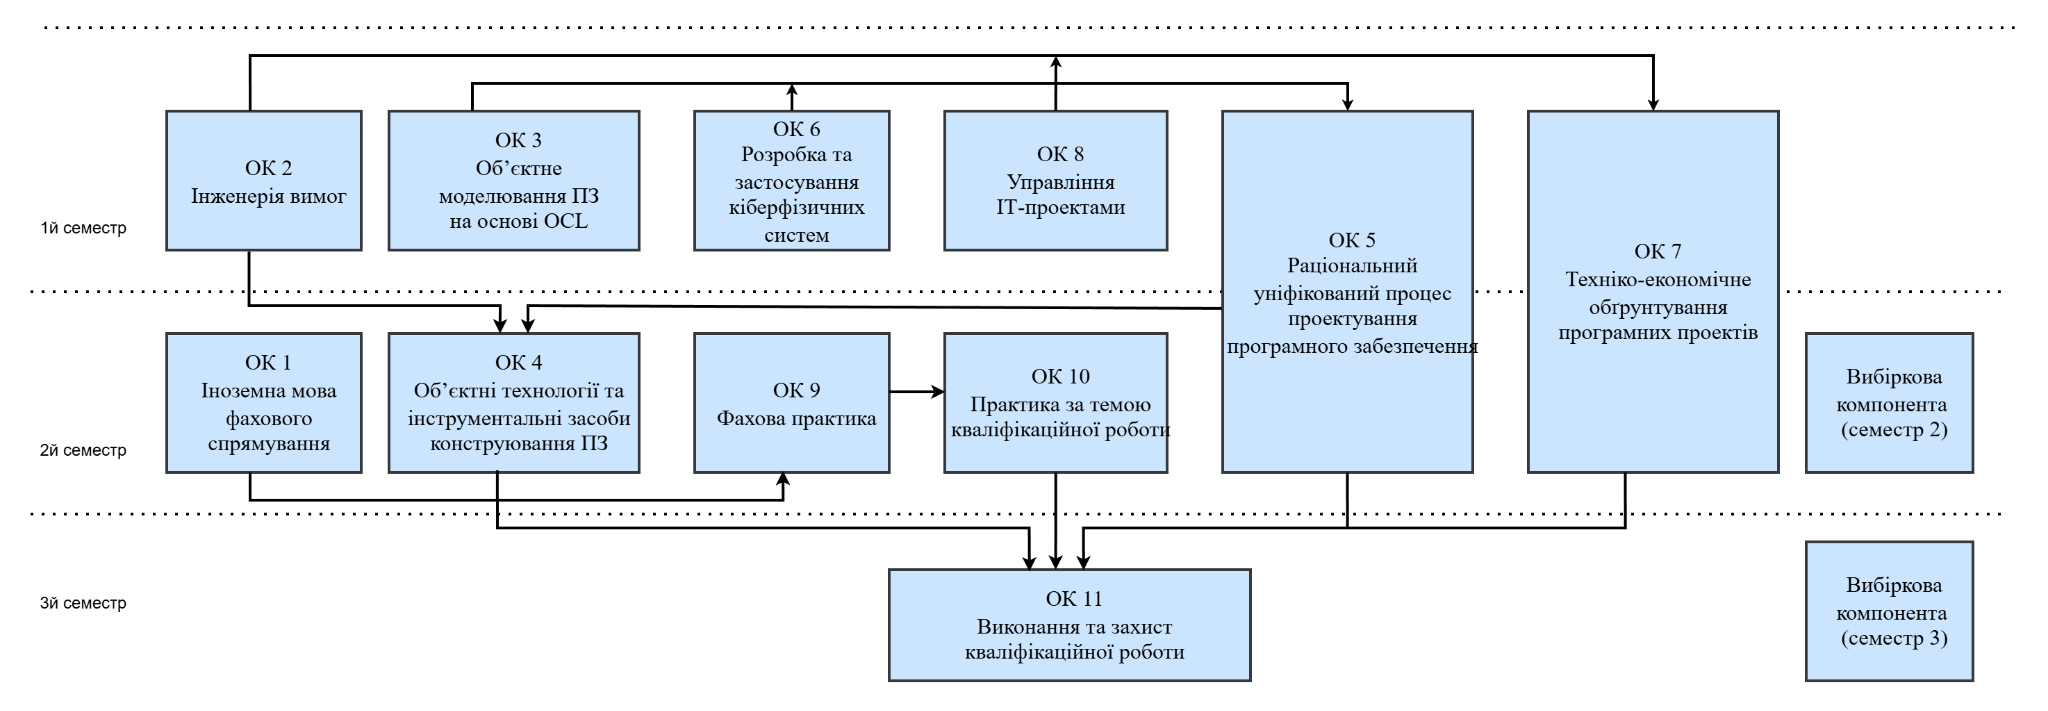 ОК 2
Інженерія вимог
ОК 3
Об’єктне
моделювання ПЗ
на основі OCL
ОК 6
Розробка та
застосування
кіберфізичних
систем
ОК 8
Управління
ІТ-проектами
1й семестр
ОК 5
Раціональний
уніфікований процес
проектування
програмного забезпечення
ОК 7
Техніко-економічне
обґрунтування
програмних проектів
ОК 1
Іноземна мова
фахового
спрямування
ОК 4
Об’єктні технології та
інструментальні засоби
конструювання ПЗ
ОК 9
Фахова практика
ОК 10
Практика за темою
кваліфікаційної роботи
Вибіркова
компонента
(семестр 2)
2й семестр
3й семестр
ОК 11
Виконання та захист
кваліфікаційної роботи
Вибіркова
компонента
(семестр 3)